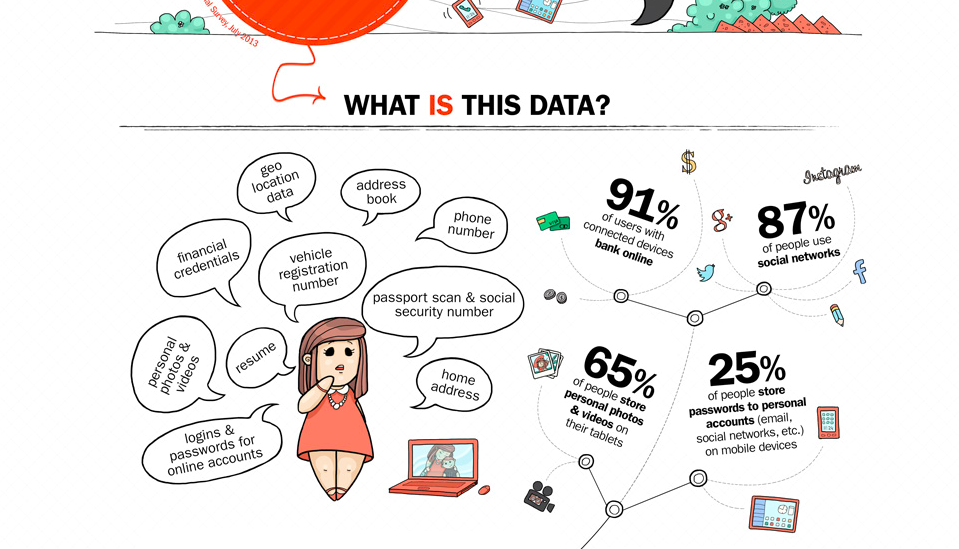 al Survey, July 2013
WHAT IS THIS DATA?
geo
location
data
address
book
phone
number
financial
credentials
vehicle
registration
number
passport scan & social
security number
personal
photos &
videos
resume
home
address
logins &
passwords for
online accounts
$
Instagram
91%
of users with
connected devices
bank online
g+
87%
of people use
social networks
f
65%
of people store
personal photos
& videos on
their tablets
25%
of people store
passwords to personal
accounts (email,
social networks, etc.)
on mobile devices